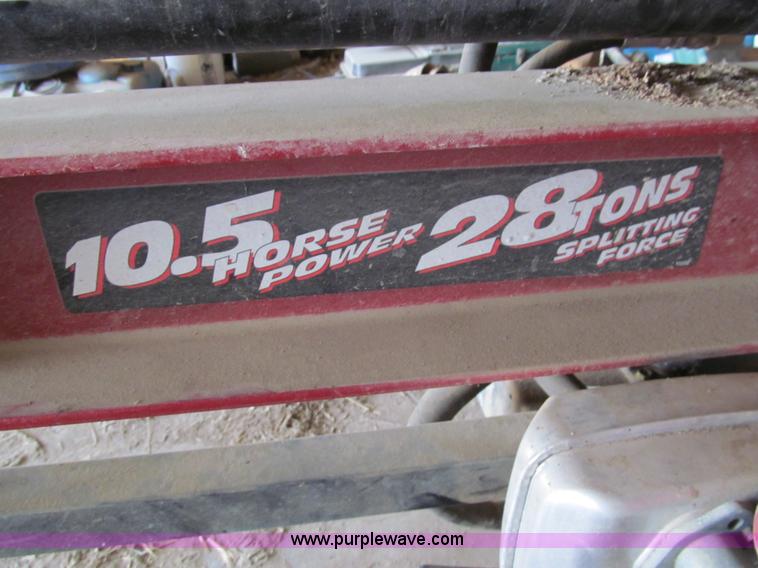 10.5 HORSE POWER 28 TONS SPLITTING FORCE
www.purplewave.com